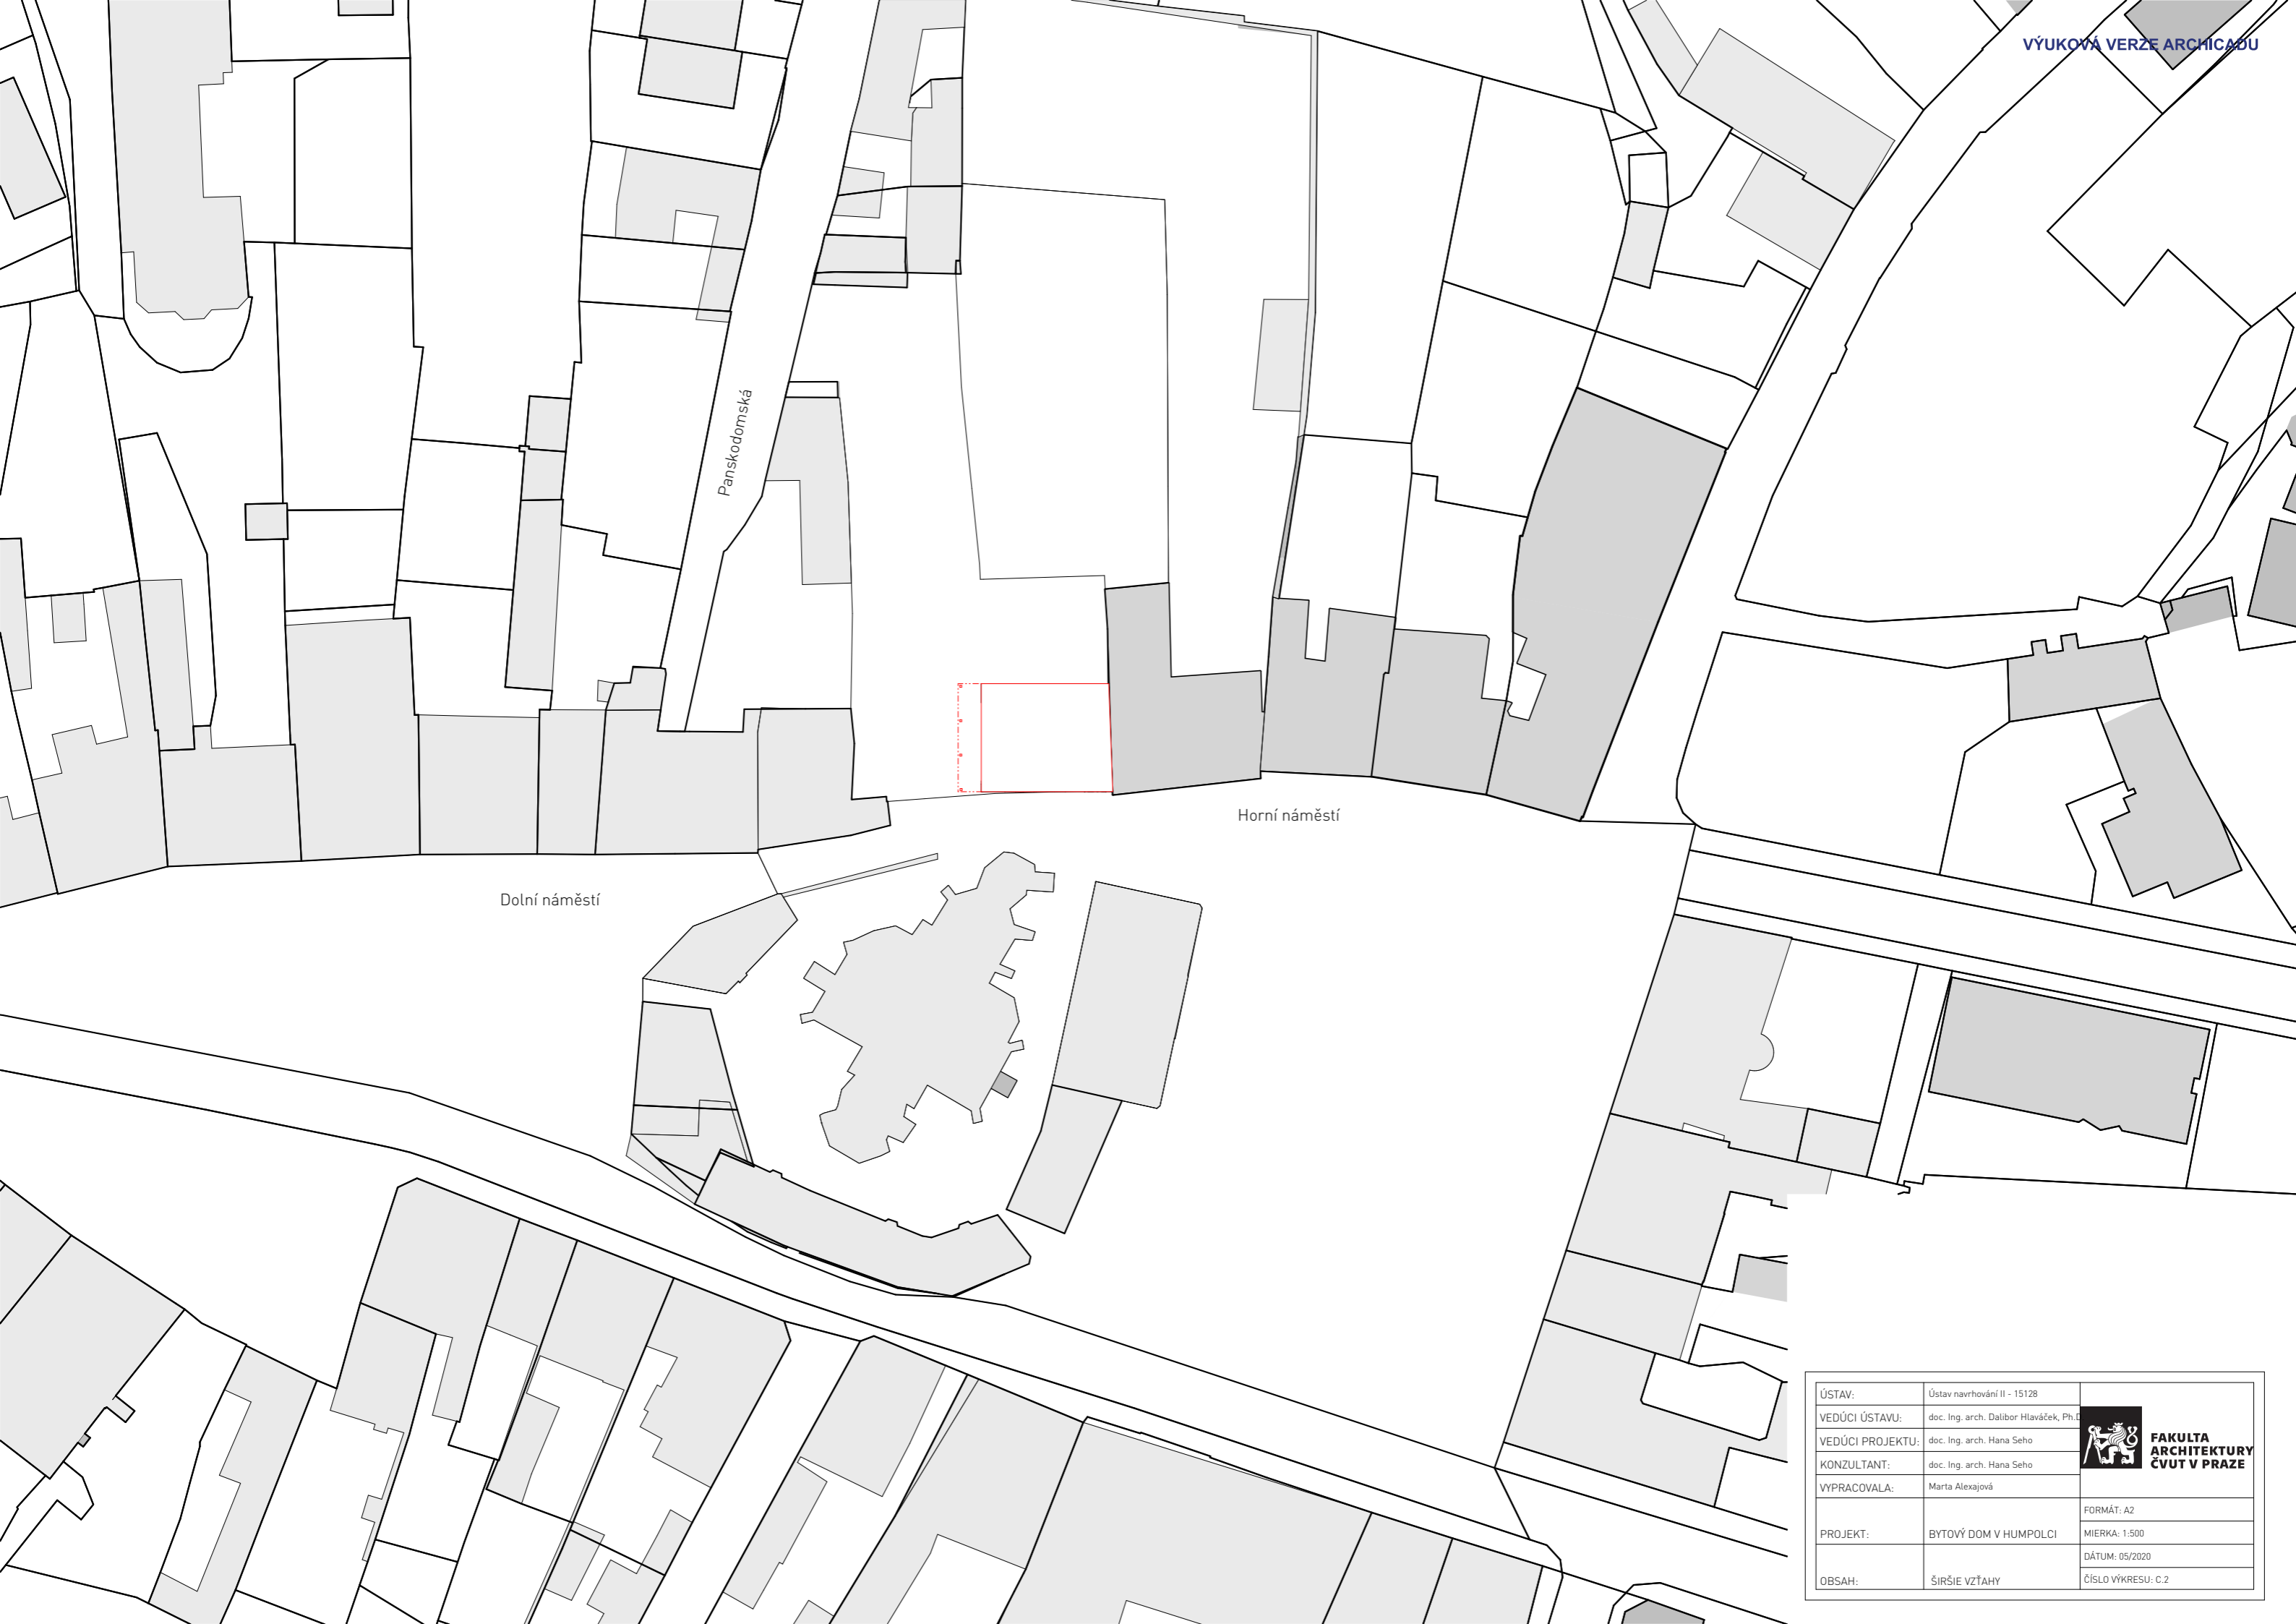 VÝUKOVÁ VERZE ARCHICADU
Panskodomská
Horní náměstí
Dolní náměstí
ÚSTAV: Ústav navrhování II - 15128
VEDÚCI ÚSTAVU: doc. Ing. arch. Dalibor Hlaváček, Ph.D
VEDÚCI PROJEKTU: doc. Ing. arch. Hana Seho
KONZULTANT: doc. Ing. arch. Hana Seho
VYPRACOVALA: Marta Alexajová
FAKULTA
ARCHITEKTURY
ČVUT V PRAZE
PROJEKT: BYTOVÝ DOM V HUMPOLCI
FORMÁT: A2
MIERKA: 1:500
DÁTUM: 05/2020
OBSAH: ŠIRŠIE VZŤAHY
ČÍSLO VÝKRESU: C.2